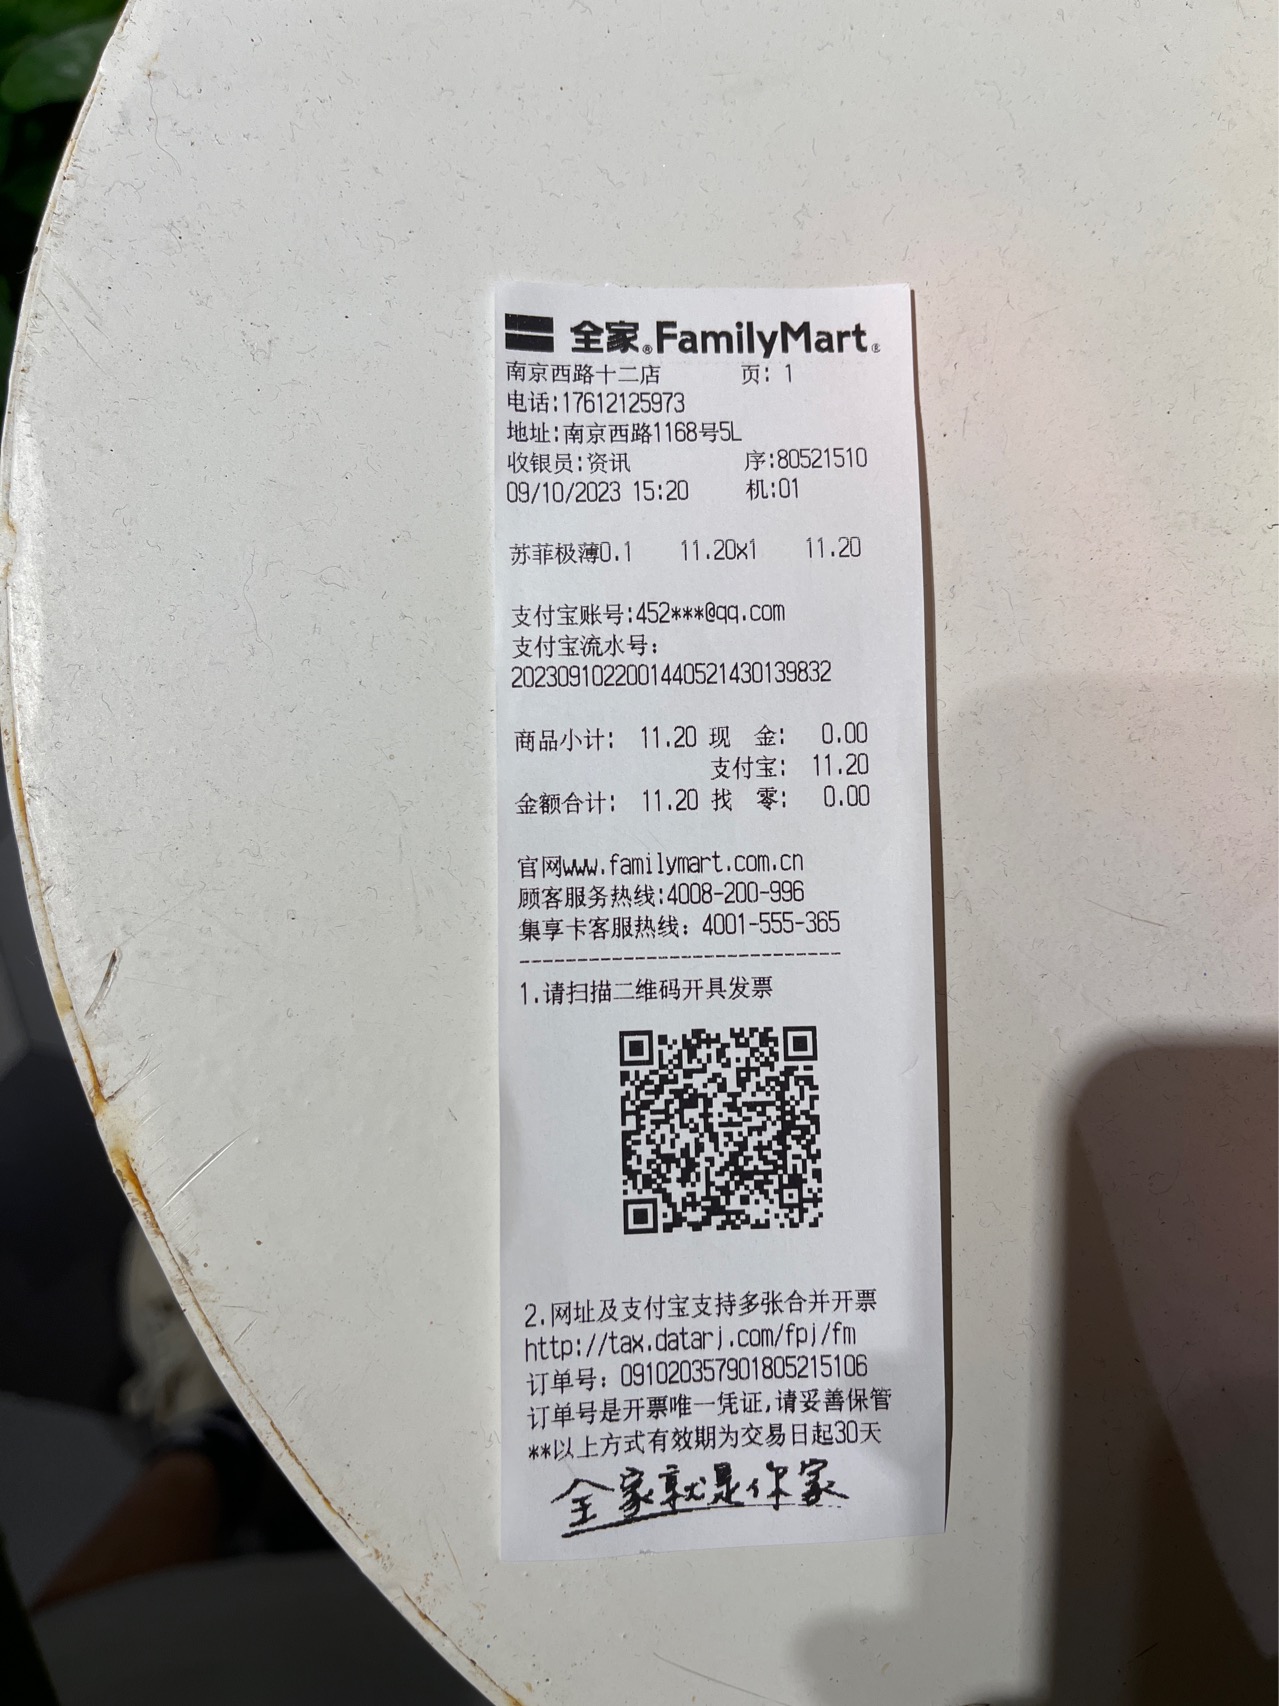 全家®FamilyMart®
南京西路十二店 页: 1
电话:17612125973
地址:南京西路1168号5L
收银员:资讯 序:80521510
09/10/2023 15:20 机:01
苏菲极薄0.1 11.20x1 11.20
支付宝账号:452***@qq.com
支付宝流水号:
2023091022001440521430139832
商品小计: 11.20 现 金: 0.00
支付宝: 11.20
金额合计: 11.20 找 零: 0.00
官网www.familymart.com.cn
顾客服务热线:4008-200-996
集享卡客服热线: 4001-555-365
----------------------------
1.请扫描二维码开具发票
2.网址及支付宝支持多张合并开票
http://tax.datarj.com/fpj/fm
订单号: 0910203579018052151​06
订单号是开票唯一凭证,请妥善保管
**以上方式有效期为交易日起30天
全家就是你家